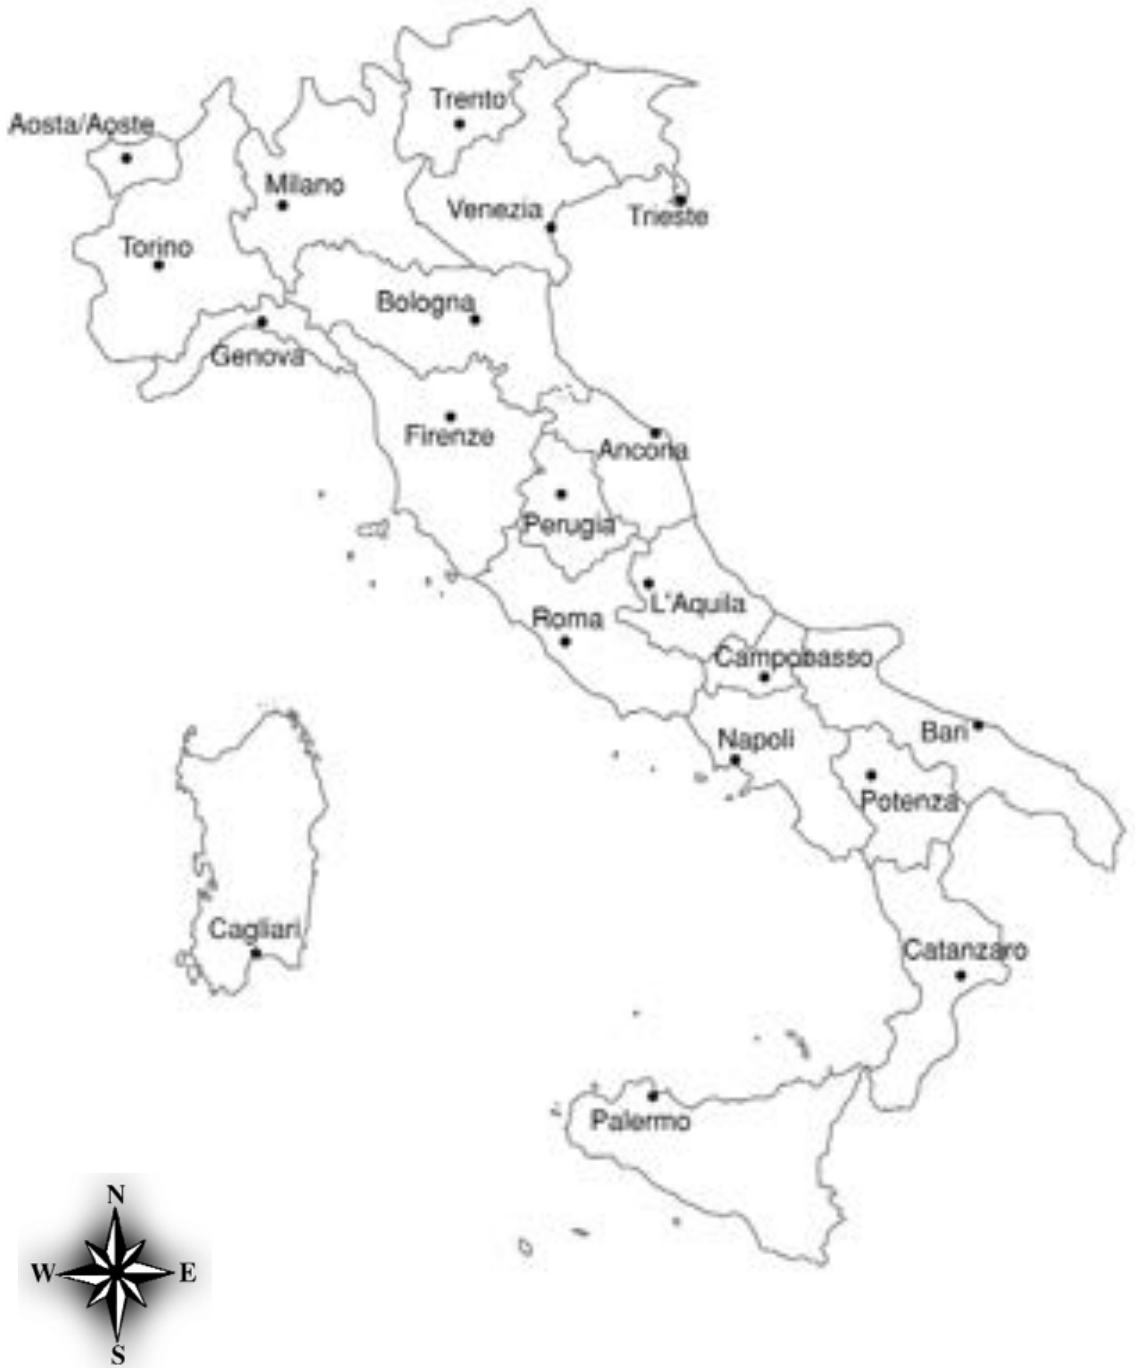 Trento
Aosta/Aoste
Milano
Venezia
Trieste
Torino
Bologna
Genova
Firenze
Ancona
Perugia
L'Aquila
Roma
Campobasso
Napoli
Bari
Potenza
Cagliari
Catanzaro
Palermo
N
W E
S